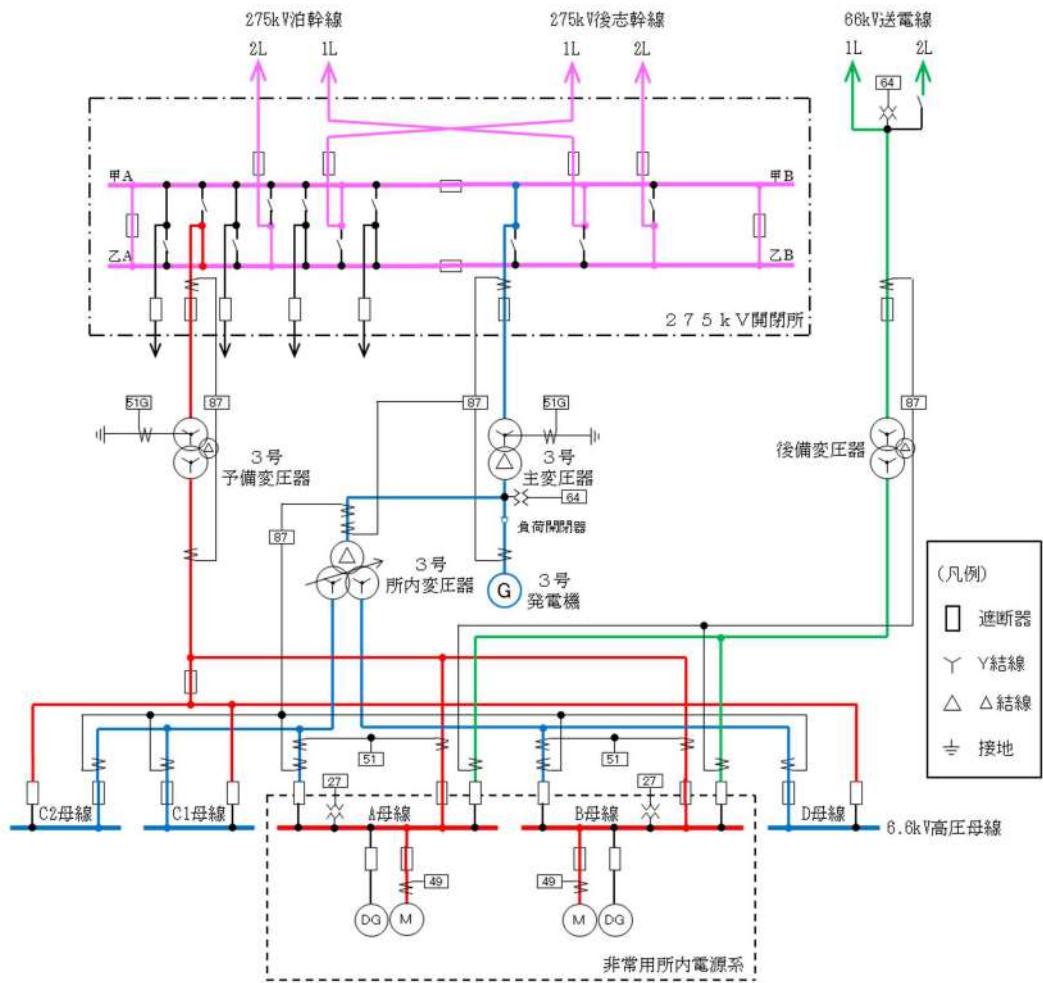 275kV泊幹線
275kV後志幹線
66kV送電線
2L
1L
1L
2L
1L
2L
64
甲A
甲B
乙A
乙B
275kV開閉所
51G
87
87
51G
87
3号
予備変圧器
3号
主変圧器
後備変圧器
64
負荷開閉器
87
3号
所内変圧器
G
3号
発電機
(凡例)
遮断器
Y結線
△結線
接地
51
51
27
27
C2母線
C1母線
A母線
B母線
D母線
6.6kV高圧母線
49
49
DG
M
M
DG
非常用所内電源系